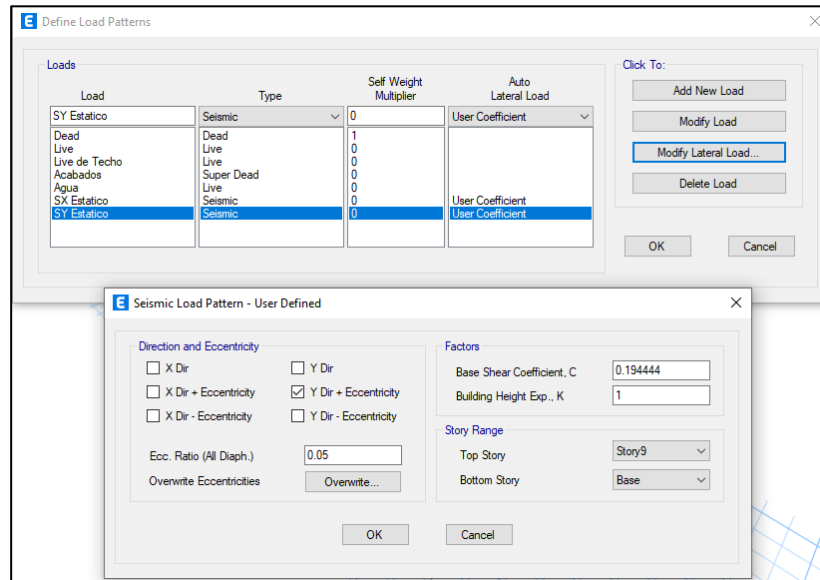 E Define Load Patterns
Loads
Click To:
Load Type Self Weight Multiplier Auto Lateral Load
SY Estatico Seismic 0 User Coefficient
Dead Dead 1
Live Live 0
Live de Techo Live 0
Acabados Super Dead 0
Agua Live 0
SX Estatico Seismic 0 User Coefficient
SY Estatico Seismic 0 User Coefficient
Add New Load
Modify Load
Modify Lateral Load...
Delete Load
OK Cancel
E Seismic Load Pattern - User Defined
Direction and Eccentricity
X Dir Y Dir
X Dir + Eccentricity Y Dir + Eccentricity
X Dir - Eccentricity Y Dir - Eccentricity
Ecc. Ratio (All Diaph.) 0.05
Overwrite Eccentricities Overwrite...
Factors
Base Shear Coefficient, C 0.194444
Building Height Exp., K 1
Story Range
Top Story Story9
Bottom Story Base
OK Cancel